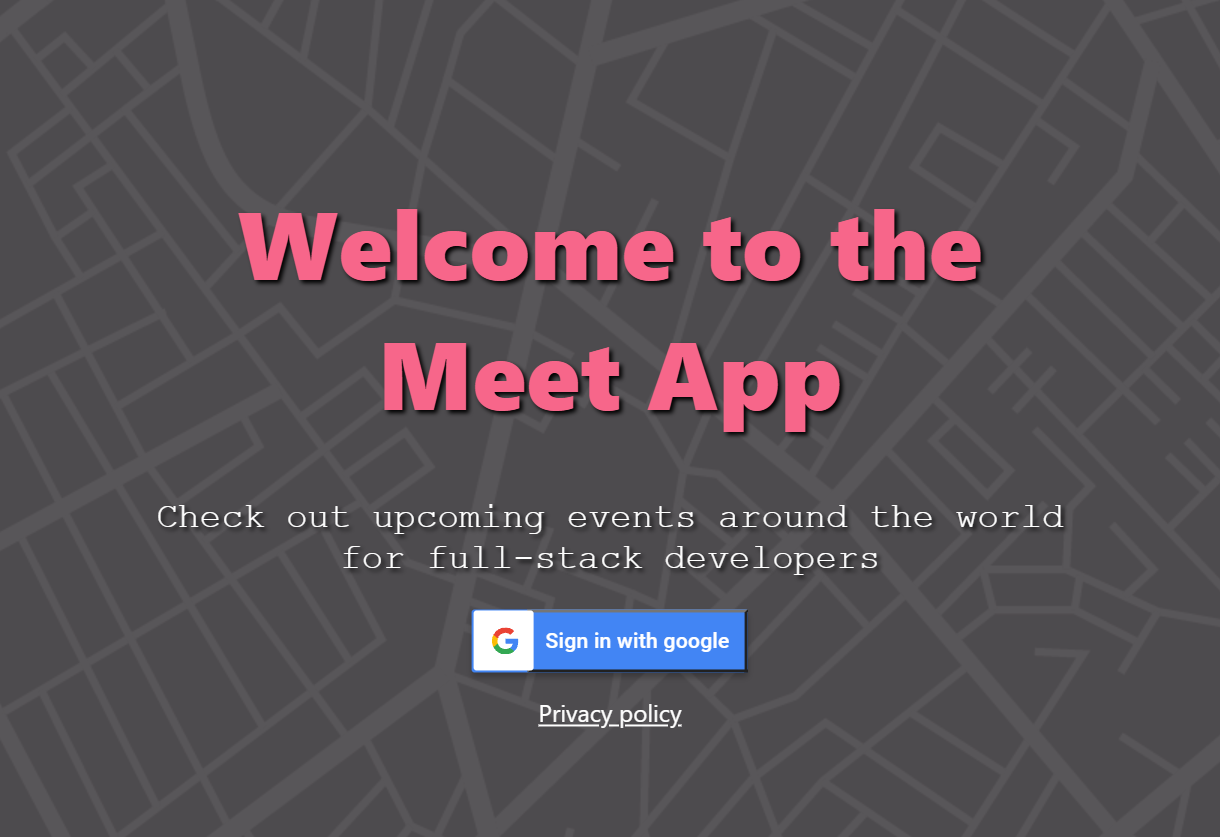 Welcome to the
Meet App
Check out upcoming events around the world
for full-stack developers
Sign in with google
Privacy policy